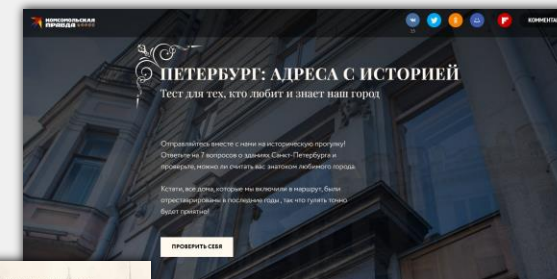 КОМСОМОЛЬСКАЯ
ПРАВДА
КОММЕНТА
ПЕТЕРБУРГ: АДРЕСА С ИСТОРИЕЙ
Тест для тех, кто любит и знает наш город
Отправляйтесь вместе с нами на историческую прогулку!
Ответьте на 7 вопросов о зданиях Санкт-Петербурга и
проверьте, можно ли считать вас знатоком любимого города.
Кстати, все дома, которые мы включили в маршрут, были
отреставрированы в последние годы, так что гулять точно
будет приятно!
ПРОВЕРИТЬ СЕБЯ